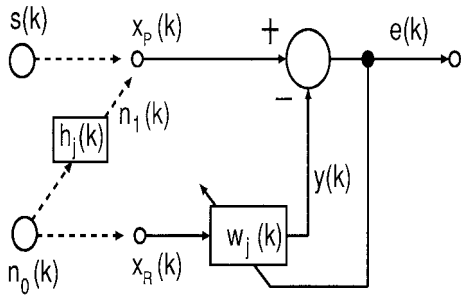 s(k)
x_P(k)
+
e(k)
n_1(k)
h_j(k)
−
y(k)
w_j(k)
n_0(k)
x_R(k)